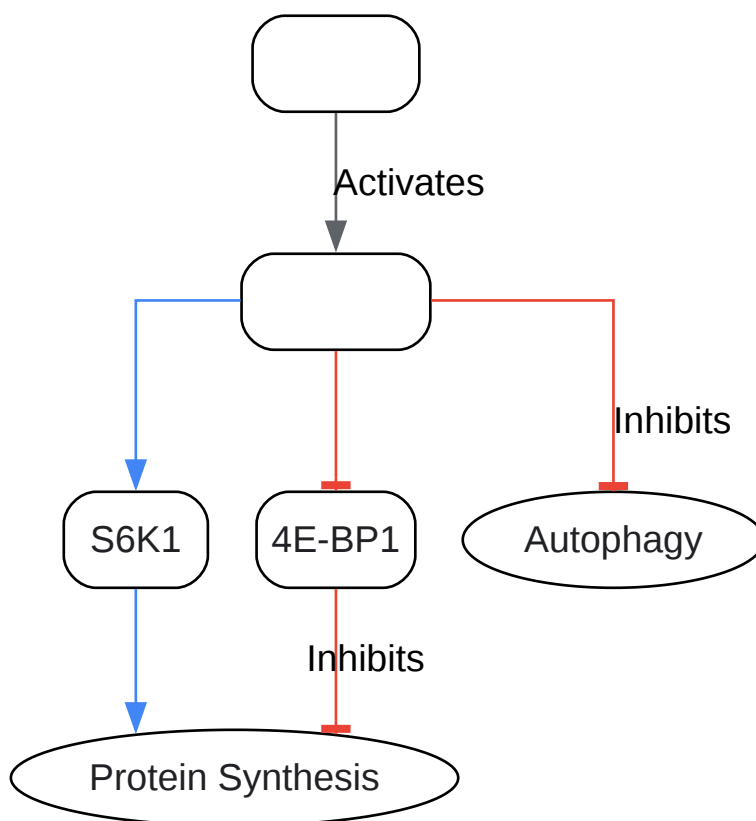 Activates
Inhibits
S6K1
4E-BP1
Autophagy
Inhibits
Protein Synthesis